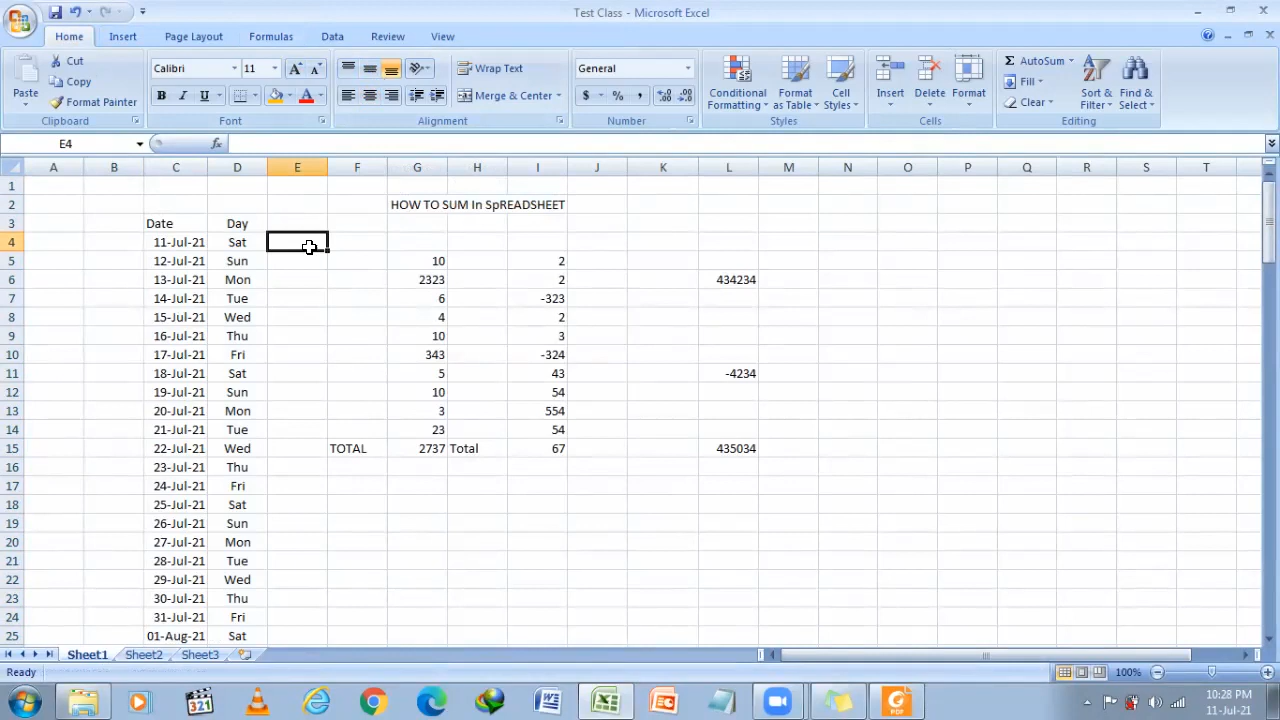 Test Class - Microsoft Excel
Home Insert Page Layout Formulas Data Review View
Paste Cut Copy Format Painter Clipboard
Calibri 11 B I U A Font
Wrap Text Merge & Center Alignment
General $ % , Number
Conditional Formatting Format as Table Cell Styles Styles
Insert Delete Format Cells
Σ AutoSum Fill Clear Sort & Filter Find & Select Editing
E4 fx
A B C D E F G H I J K L M N O P Q R S T
1
2 HOW TO SUM In SpREADSHEET
3 Date Day
4 11-Jul-21 Sat
5 12-Jul-21 Sun 10 2
6 13-Jul-21 Mon 2323 2 434234
7 14-Jul-21 Tue 6 -323
8 15-Jul-21 Wed 4 2
9 16-Jul-21 Thu 10 3
10 17-Jul-21 Fri 343 -324
11 18-Jul-21 Sat 5 43 -4234
12 19-Jul-21 Sun 10 54
13 20-Jul-21 Mon 3 554
14 21-Jul-21 Tue 23 54
15 22-Jul-21 Wed TOTAL 2737 Total 67 435034
16 23-Jul-21 Thu
17 24-Jul-21 Fri
18 25-Jul-21 Sat
19 26-Jul-21 Sun
20 27-Jul-21 Mon
21 28-Jul-21 Tue
22 29-Jul-21 Wed
23 30-Jul-21 Thu
24 31-Jul-21 Fri
25 01-Aug-21 Sat
Sheet1 Sheet2 Sheet3
Ready 100%
321 PDF 10:28 PM
11-Jul-21